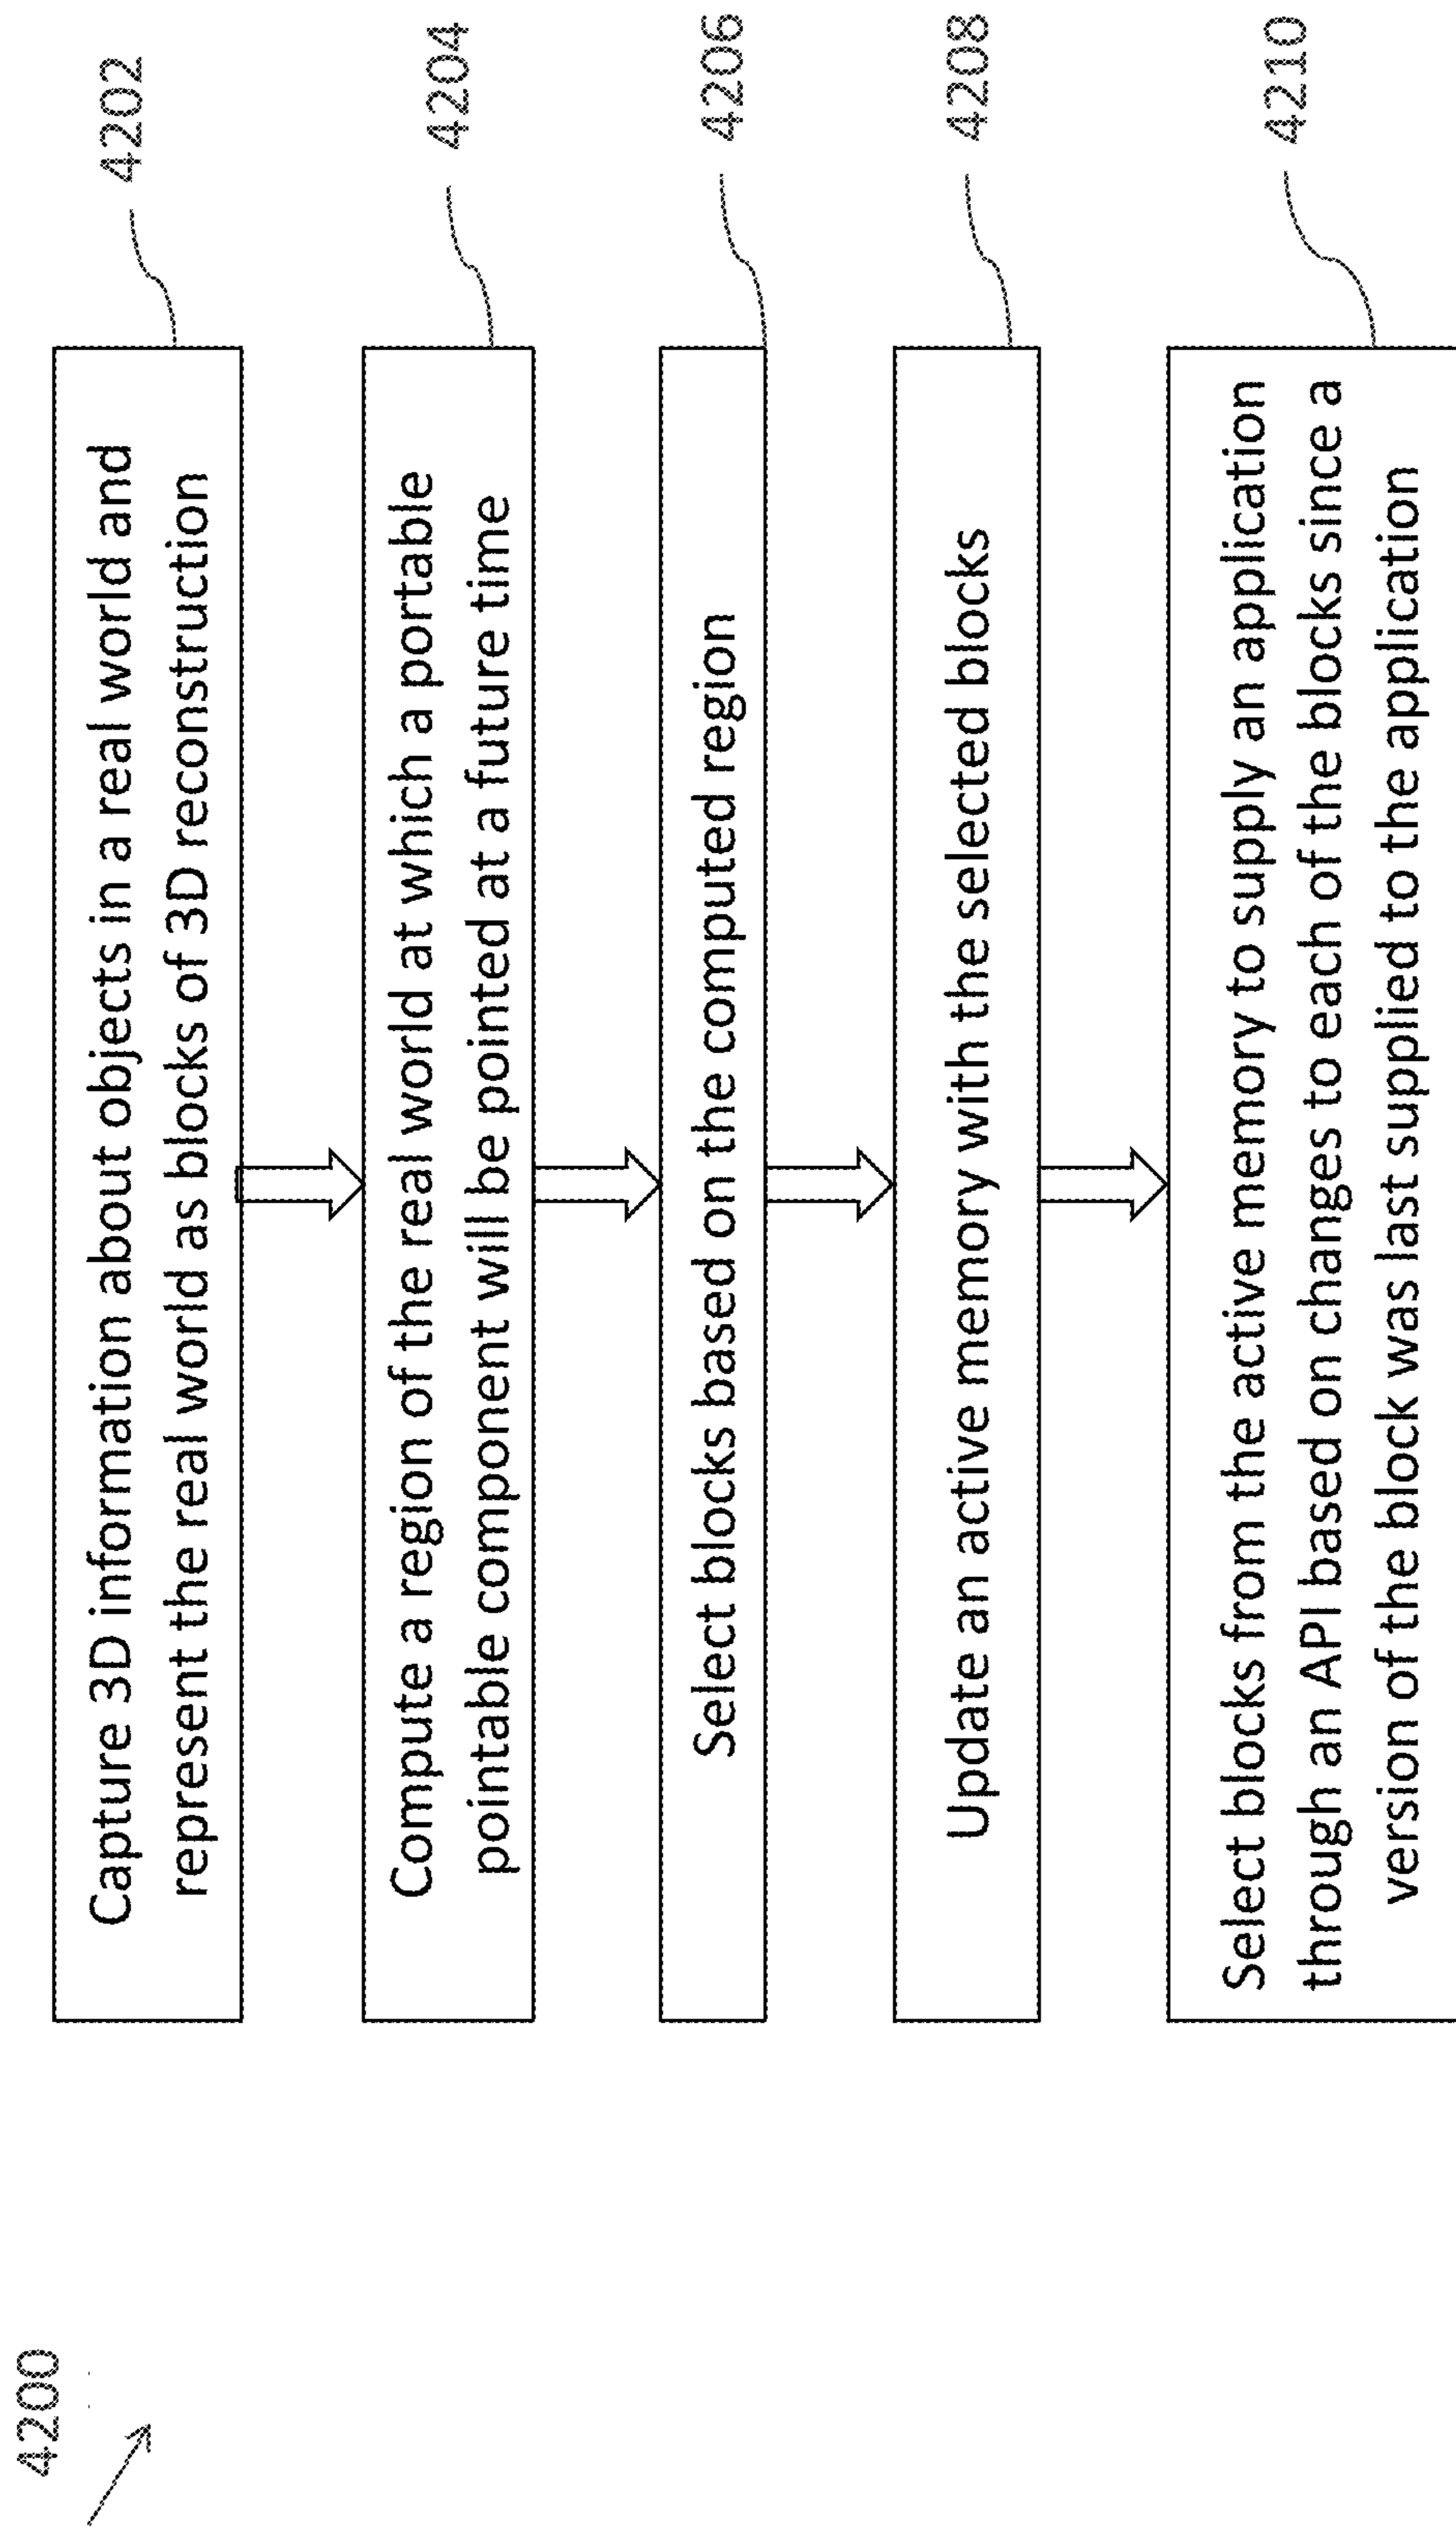 4200
Capture 3D information about objects in a real world and
represent the real world as blocks of 3D reconstruction
4202
Compute a region of the real world at which a portable
pointable component will be pointed at a future time
4204
Select blocks based on the computed region
4206
Update an active memory with the selected blocks
4208
Select blocks from the active memory to supply an application
through an API based on changes to each of the blocks since a
version of the block was last supplied to the application
4210